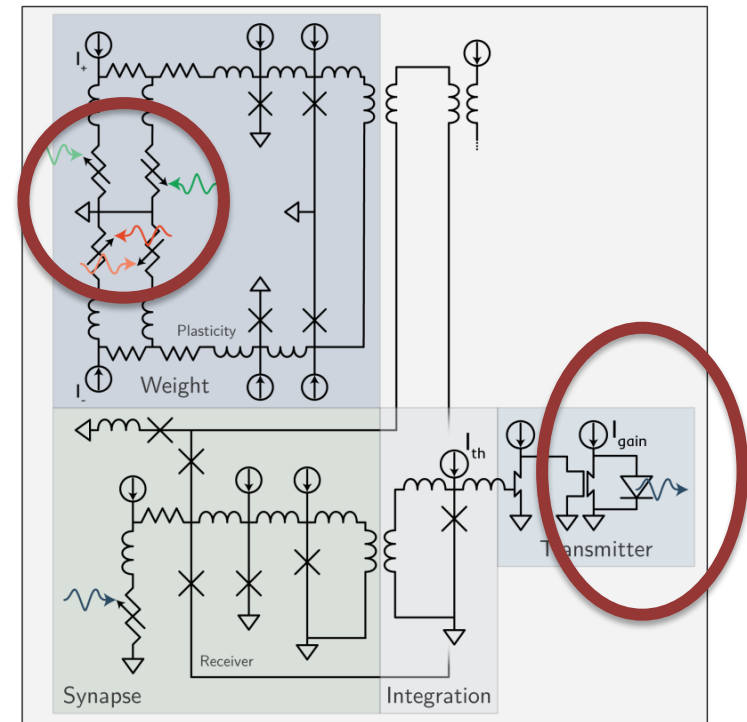 I+
Plasticity
Weight
I-
Ith
Igain
Transmitter
Receiver
Synapse
Integration